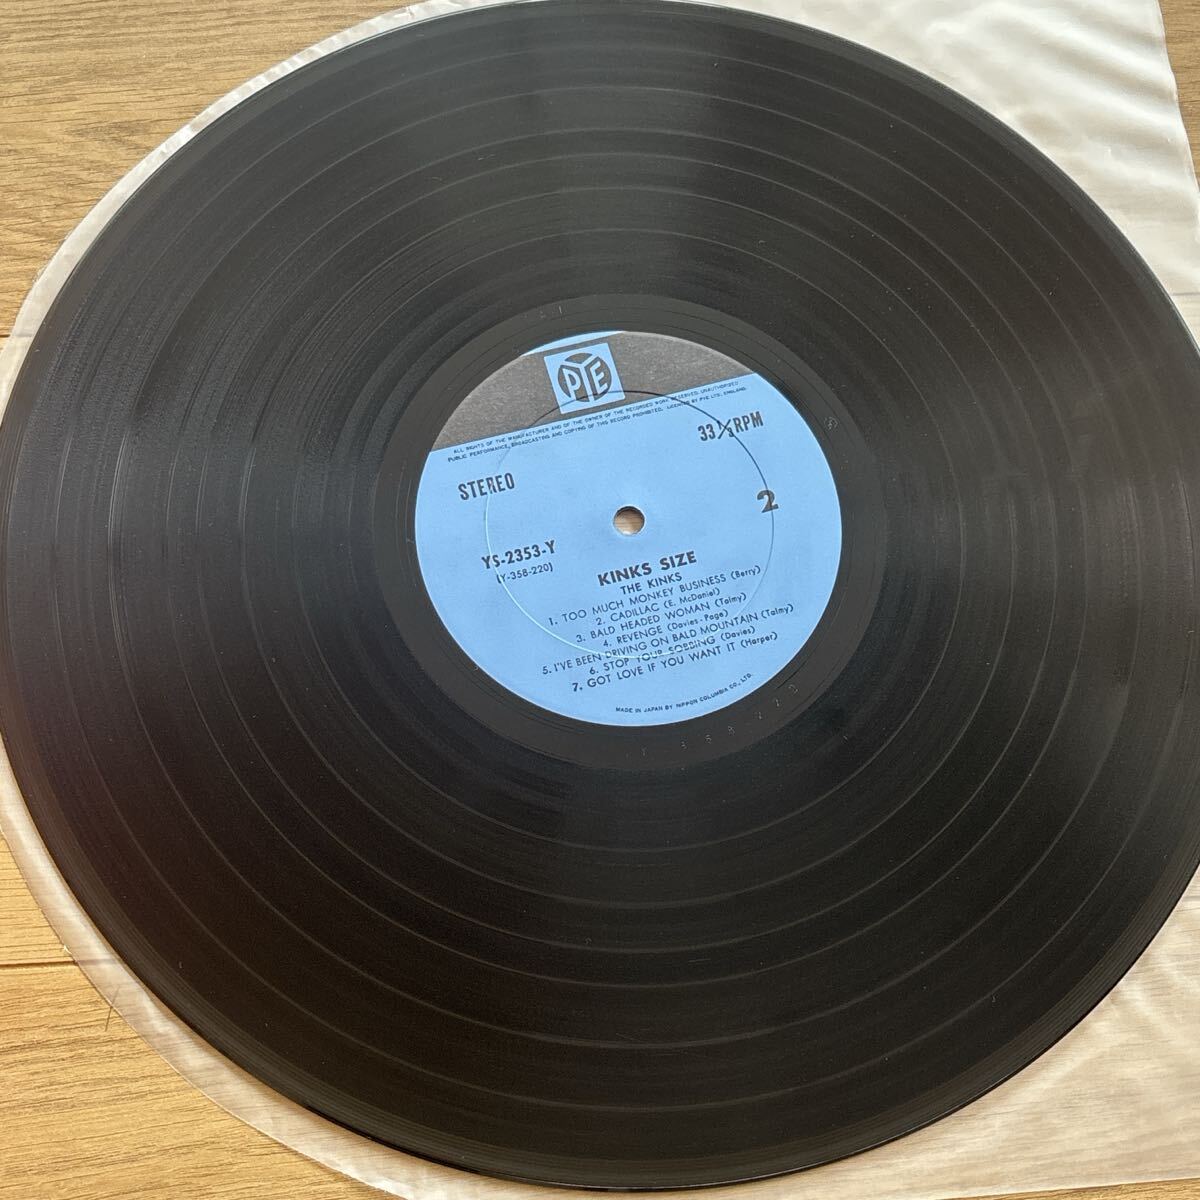 PYE
ALL RIGHTS OF THE MANUFACTURER AND OF THE OWNER OF THE RECORDED WORK RESERVED. UNAUTHORIZED
PUBLIC PERFORMANCE, BROADCASTING AND COPYING OF THIS RECORD PROHIBITED. LICENSED BY PYE LTD. ENGLAND.
33 1/3 RPM
STEREO
2
YS-2353-Y
(Y-358-220)
KINKS SIZE
THE KINKS
1. TOO MUCH MONKEY BUSINESS (Berry)
2. CADILLAC (E. McDaniel)
3. BALD HEADED WOMAN (Talmy)
4. REVENGE (Davies-Page)
5. I'VE BEEN DRIVING ON BALD MOUNTAIN (Talmy)
6. STOP YOUR SOBBING (Davies)
7. GOT LOVE IF YOU WANT IT (Harper)
MADE IN JAPAN BY NIPPON COLUMBIA CO., LTD.